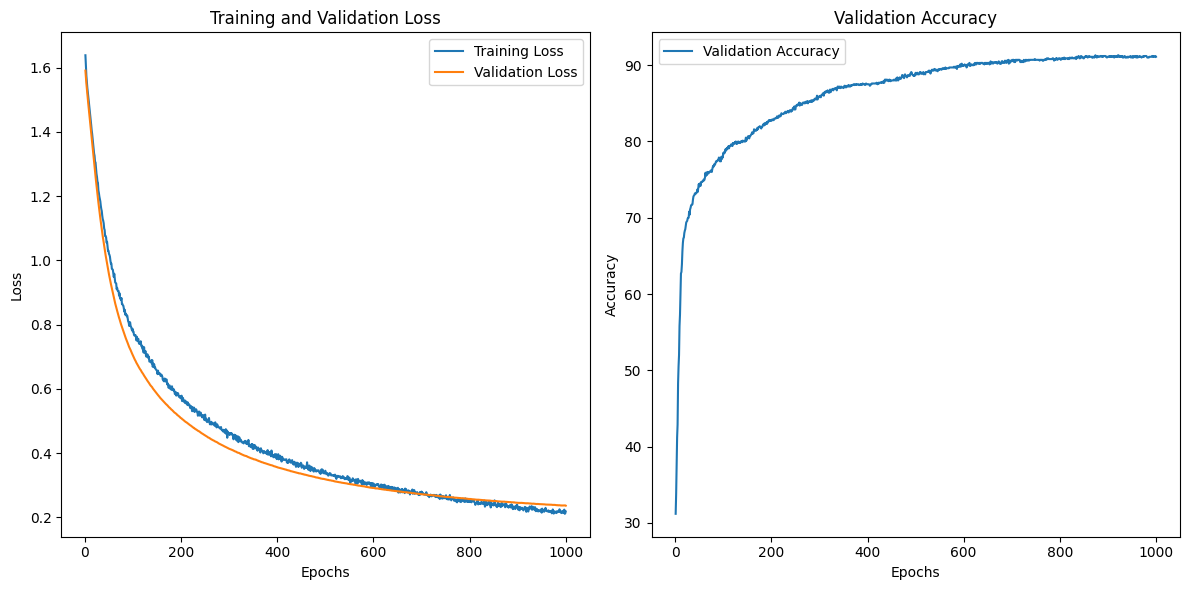 Training and Validation Loss
Training Loss
Validation Loss
1.6
1.4
1.2
1.0
0.8
0.6
0.4
0.2
Loss
0 200 400 600 800 1000
Epochs
Validation Accuracy
Validation Accuracy
90
80
70
60
50
40
30
Accuracy
0 200 400 600 800 1000
Epochs